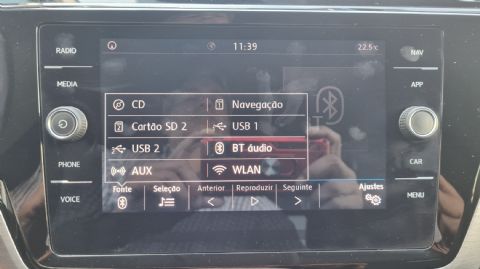 RADIO
11:39
22.5°C
NAV
MEDIA
APP
CD
Navegação
Cartão SD 2
USB 1
USB 2
BT áudio
AUX
WLAN
PHONE
CAR
VOICE
MENU
Fonte
Seleção
Anterior
Reproduzir
Seguinte
Ajustes